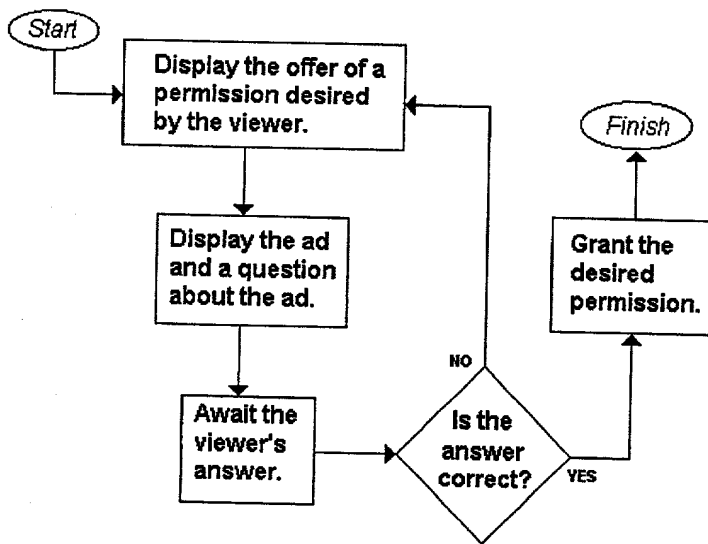 Start
Display the offer of a
permission desired
by the viewer.
Display the ad
and a question
about the ad.
Await the
viewer's
answer.
Is the
answer
correct?
NO
YES
Grant the
desired
permission.
Finish